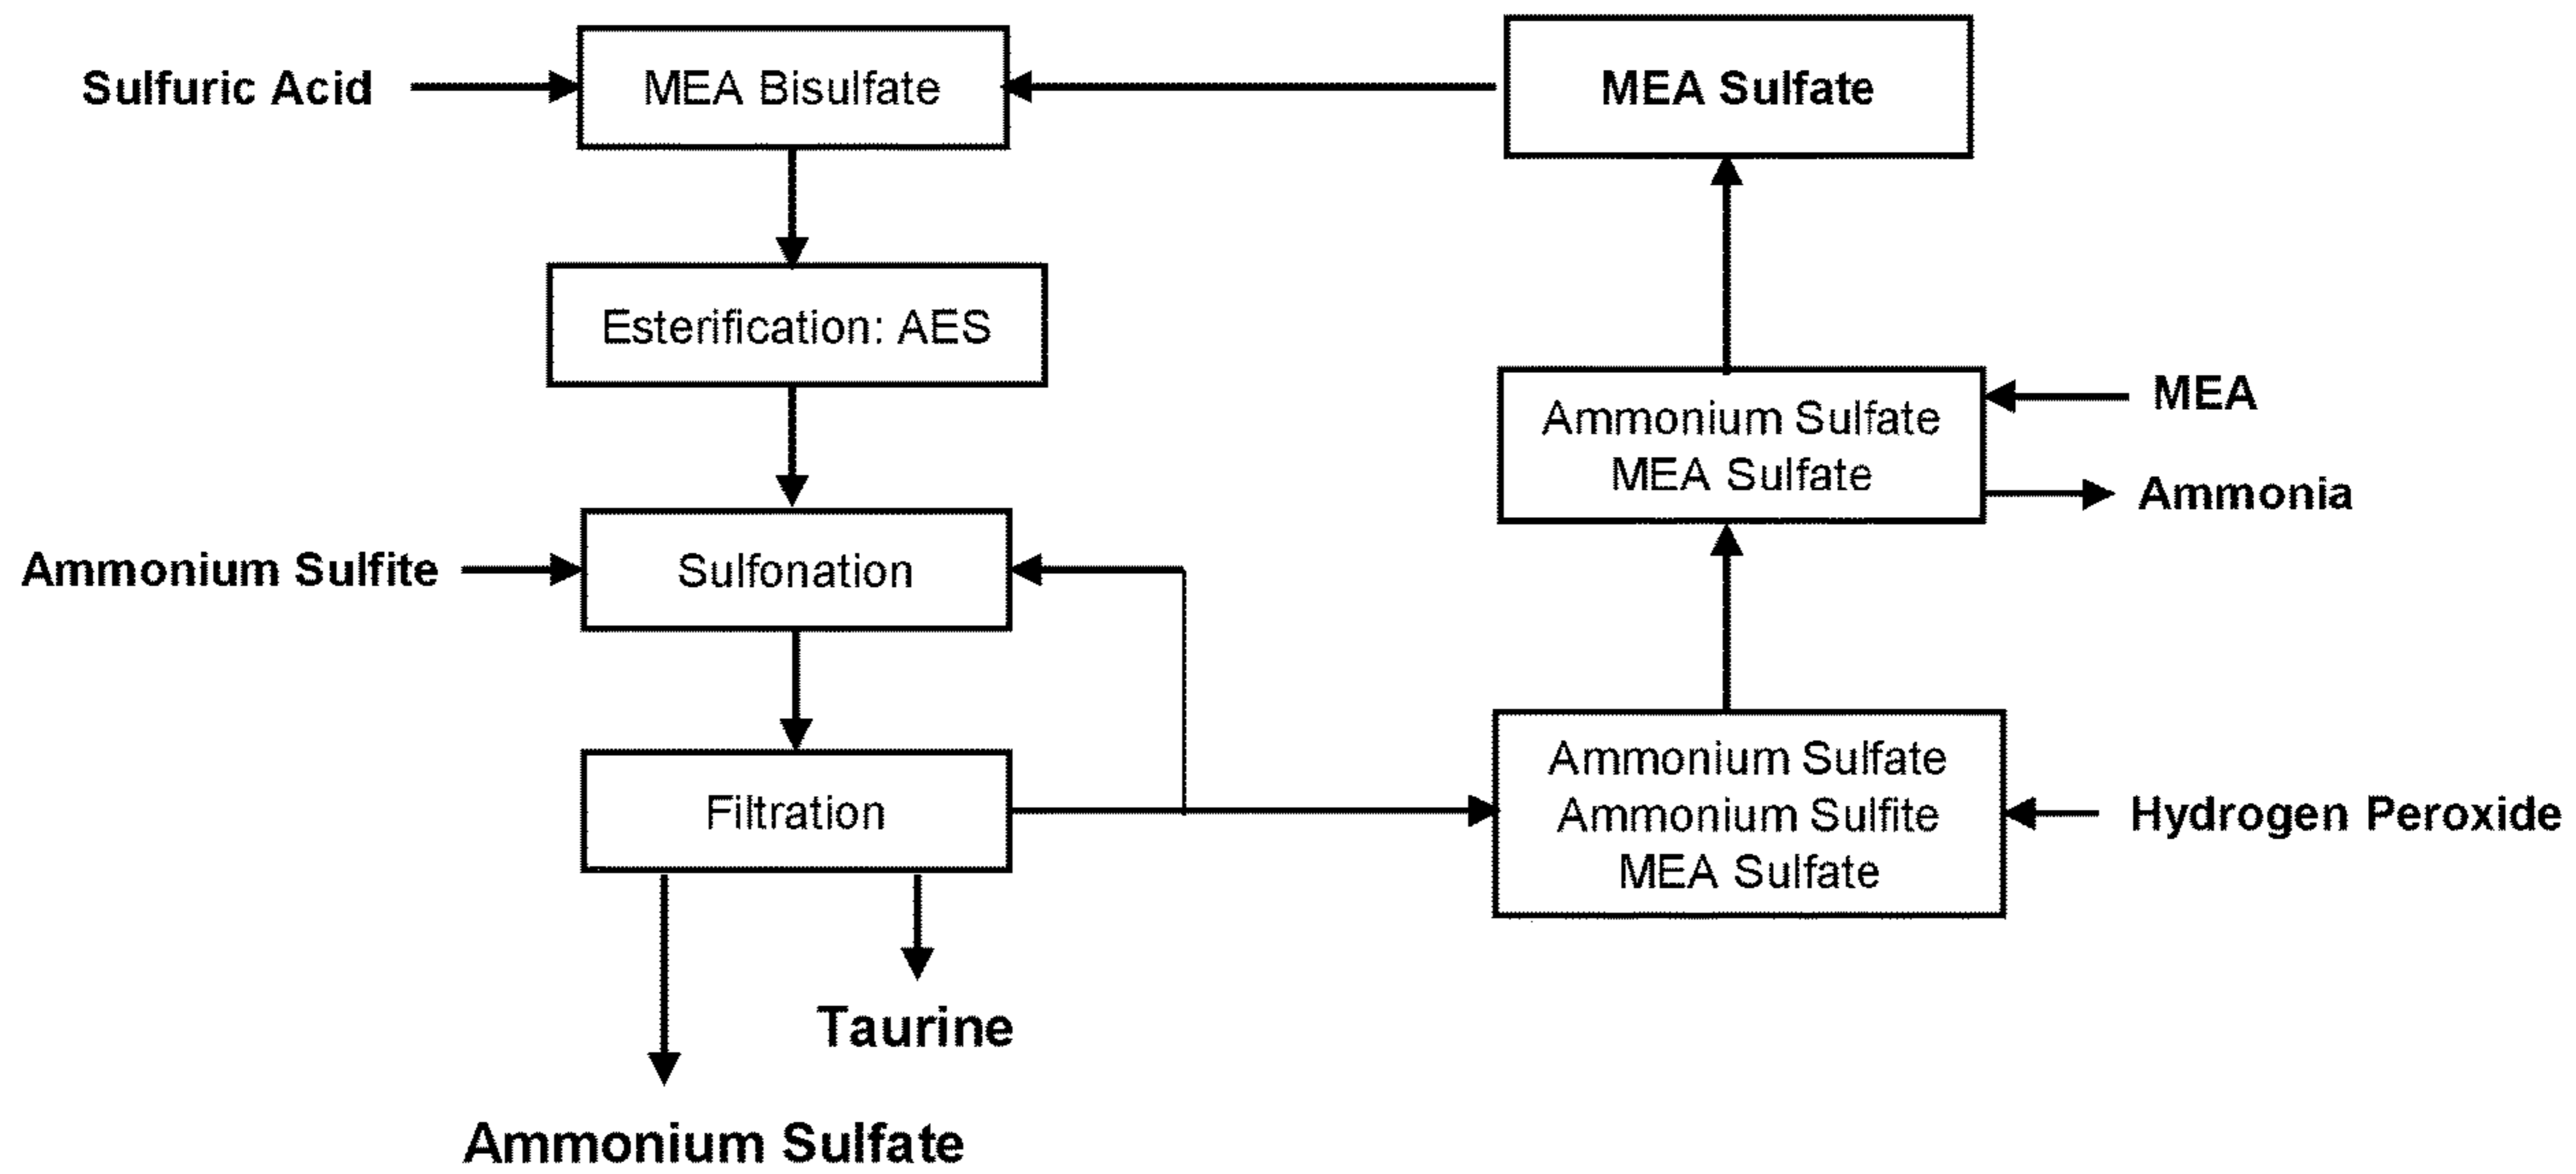 Sulfuric Acid
MEA Bisulfate
MEA Sulfate
Esterification: AES
Ammonium Sulfate
MEA Sulfate
MEA
Ammonia
Ammonium Sulfite
Sulfonation
Filtration
Ammonium Sulfate
Ammonium Sulfite
MEA Sulfate
Hydrogen Peroxide
Taurine
Ammonium Sulfate